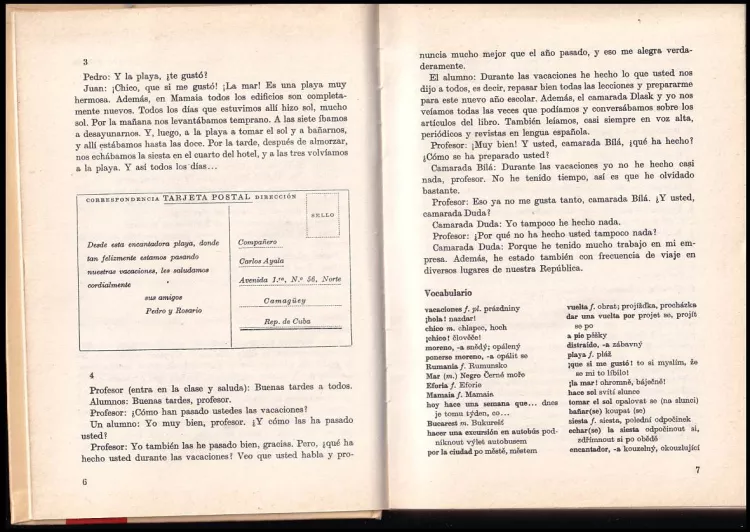 3
Pedro: Y la playa, ¿te gustó?
Juan: ¡Chico, que si me gustó! ¡La mar! Es una playa muy
hermosa. Además, en Mamaia todos los edificios son completa-
mente nuevos. Todos los días que estuvimos allí hizo sol, mucho
sol. Por la mañana nos levantábamos temprano. A las siete íbamos
a desayunarnos. Y, luego, a la playa a tomar el sol y a bañarnos,
y allí estábamos hasta las doce. Por la tarde, después de almorzar,
nos echábamos la siesta en el cuarto del hotel, y a las tres volvíamos
a la playa. Y así todos los días...
CORRESPONDENCIA TARJETA POSTAL DIRECCIÓN
SELLO
Desde esta encantadora playa, donde
tan felizmente estamos pasando
nuestras vacaciones, les saludamos
cordialmente
sus amigos
Pedro y Rosario
Compañero
Carlos Ayala
Avenida 1.ª, N.º 56, Norte
Camagüey
Rep. de Cuba
4
Profesor (entra en la clase y saluda): Buenas tardes a todos.
Alumnos: Buenas tardes, profesor.
Profesor: ¿Cómo han pasado ustedes las vacaciones?
Un alumno: Yo muy bien, profesor. ¿Y cómo las ha pasado
usted?
Profesor: Yo también las he pasado bien, gracias. Pero, ¿qué ha
hecho usted durante las vacaciones? Veo que usted habla y pro-
6
nuncia mucho mejor que el año pasado, y eso me alegra verda-
deramente.
El alumno: Durante las vacaciones he hecho lo que usted nos
dijo a todos, es decir, repasar bien todas las lecciones y prepararme
para este nuevo año escolar. Además, el camarada Dlask y yo nos
veíamos todas las veces que podíamos y conversábamos sobre los
artículos del libro. También leíamos, casi siempre en voz alta,
periódicos y revistas en lengua española.
Profesor: ¡Muy bien! Y usted, camarada Bílá, ¿qué ha hecho?
¿Cómo se ha preparado usted?
Camarada Bílá: Durante las vacaciones yo no he hecho casi
nada, profesor. No he tenido tiempo, así es que he olvidado
bastante.
Profesor: Eso ya no me gusta tanto, camarada Bílá. ¿Y usted,
camarada Duda?
Camarada Duda: Yo tampoco he hecho nada.
Profesor: ¿Por qué no ha hecho usted tampoco nada?
Camarada Duda: Porque he tenido mucho trabajo en mi em-
presa. Además, he estado también con frecuencia de viaje en
diversos lugares de nuestra República.
Vocabulario
vacaciones f. pl. prázdniny
¡hola! nazdar!
chico m. chlapec, hoch
¡chico! člověče!
moreno, -a snědý; opálený
ponerse moreno, -a opálit se
Rumania f. Rumunsko
Mar (m.) Negro Černé moře
Eforia f. Eforie
Mamaia f. Mamaia
hoy hace una semana que... dnes
je tomu týden, co...
Bucarest m. Bukurešť
hacer una excursión en autobús pod-
niknout výlet autobusem
por la ciudad po městě, městem
vuelta f. obrat; projížďka, procházka
dar una vuelta por projet se, projít
se po
a pie pěšky
distraído, -a zábavný
playa f. pláž
¡que si me gustó! to si myslím, že
se mi to líbilo!
¡la mar! ohromně, báječně!
hace sol svítí slunce
tomar el sol opalovat se (na slunci)
bañar(se) koupat (se)
siesta f. siesta, polední odpočinek
echar(se) la siesta odpočinout si,
zdřímnout si po obědě
encantador, -a kouzelný, okouzlující
7